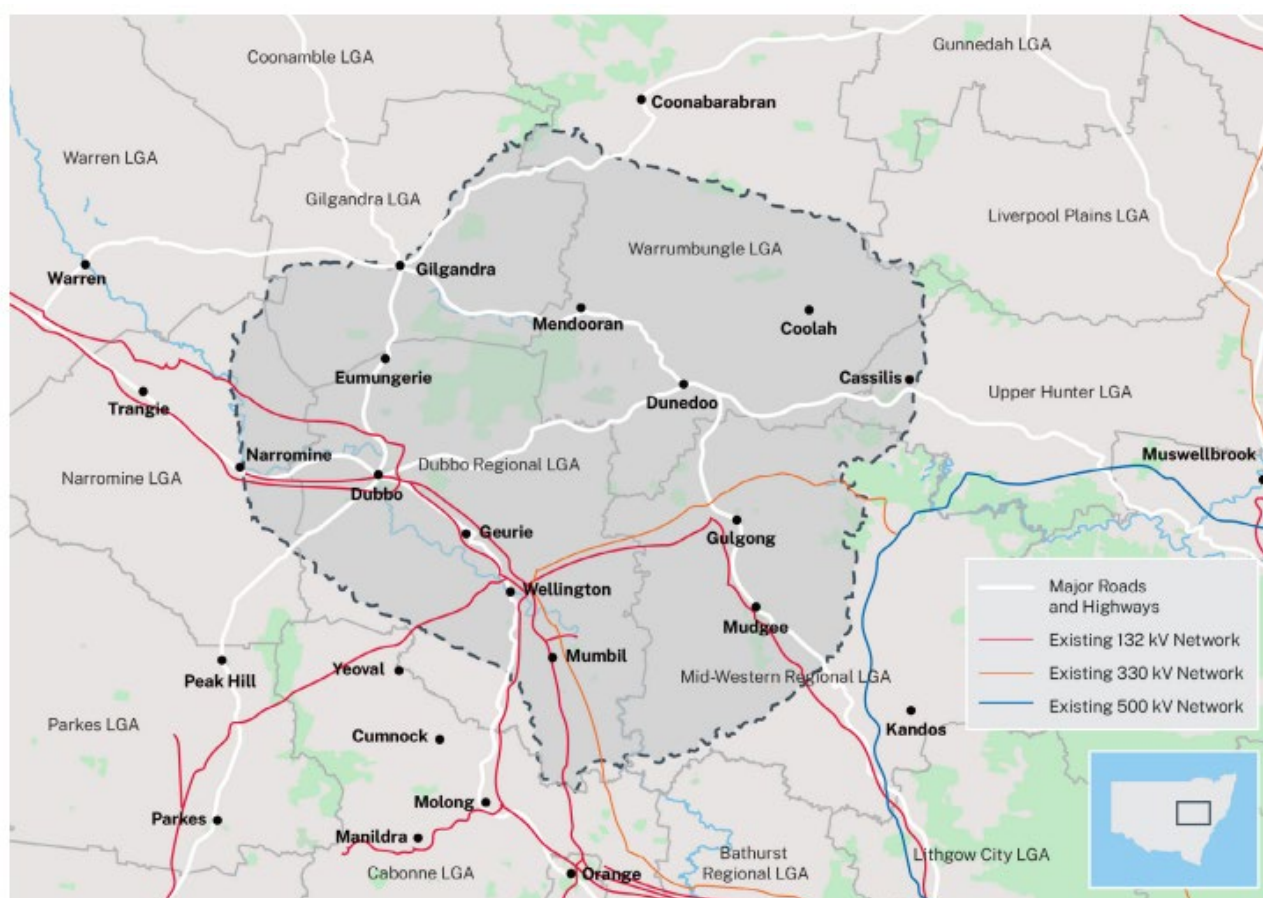 Coonamble LGA
Gunnedah LGA
Coonabarabran
Warren LGA
Gilgandra LGA
Liverpool Plains LGA
Warrumbungle LGA
Warren
Gilgandra
Mendooran
Coolah
Eumungerie
Cassilis
Trangie
Dunedoo
Upper Hunter LGA
Narromine
Muswellbrook
Narromine LGA
Dubbo Regional LGA
Dubbo
Geurie
Gulgong
Wellington
Mudgee
Mumbil
Peak Hill
Yeoval
Mid-Western Regional LGA
Parkes LGA
Cumnock
Kandos
Molong
Parkes
Manildra
Bathurst
Regional LGA
Lithgow City LGA
Cabonne LGA
Orange
Major Roads
and Highways
Existing 132 kV Network
Existing 330 kV Network
Existing 500 kV Network